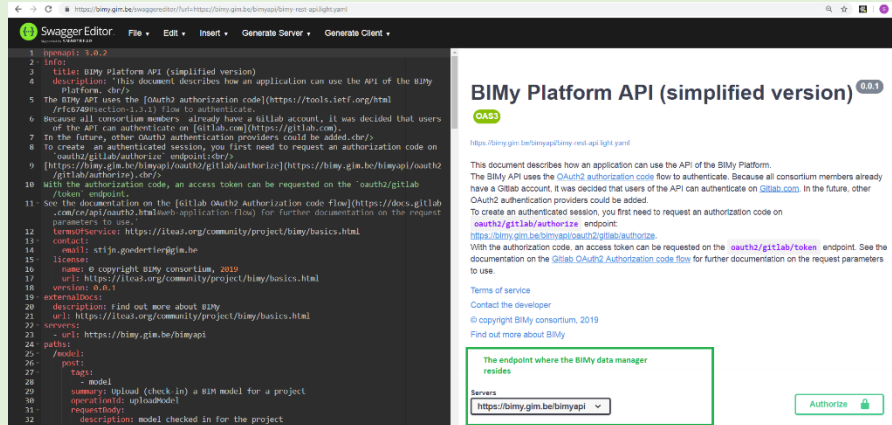 https://bimy.gim.be/swaggereditor/?url=https://bimy.gim.be/bimyapi/bimy-rest-api.light.yaml
Swagger Editor.
File
Edit
Insert
Generate Server
Generate Client
1 openapi: 3.0.2
2 info:
3 title: BIMy Platform API (simplified version)
4 description: 'This document describes how an application can use the API of the BIMy
Platform. <br/>
5 The BIMy API uses the [OAuth2 authorization code](https://tools.ietf.org/html
/rfc6749#section-1.3.1) flow to authenticate.
6 Because all consortium members already have a Gitlab account, it was decided that users
of the API can authenticate on [Gitlab.com](https://gitlab.com).
7 In the future, other OAuth2 authentication providers could be added.<br/>
8 To create an authenticated session, you first need to request an authorization code on
`oauth2/gitlab/authorize` endpoint:<br/>
9 [https://bimy.gim.be/bimyapi/oauth2/gitlab/authorize](https://bimy.gim.be/bimyapi/oauth2
/gitlab/authorize).<br/>
10 With the authorization code, an access token can be requested on the `oauth2/gitlab
/token` endpoint.
11 See the documentation on the [Gitlab OAuth2 Authorization code flow](https://docs.gitlab
.com/ce/api/oauth2.html#web-application-flow) for further documentation on the request
parameters to use.'
12 termsOfService: https://itea3.org/community/project/bimy/basics.html
13 contact:
14 email: stijn.goedertier@gim.be
15 license:
16 name: © copyright BIMy consortium, 2019
17 url: https://itea3.org/community/project/bimy/basics.html
18 version: 0.0.1
19 externalDocs:
20 description: Find out more about BIMy
21 url: https://itea3.org/community/project/bimy/basics.html
22 servers:
23 - url: https://bimy.gim.be/bimyapi
24 paths:
25 /model:
26 post:
27 tags:
28 - model
29 summary: Upload (check-in) a BIM model for a project
30 operationId: uploadModel
31 requestBody:
32 description: model checked in for the project
BIMy Platform API (simplified version) 0.0.1
OAS3
https://bimy.gim.be/bimyapi/bimy-rest-api.light.yaml
This document describes how an application can use the API of the BIMy Platform.
The BIMy API uses the OAuth2 authorization code flow to authenticate. Because all consortium members already
have a Gitlab account, it was decided that users of the API can authenticate on Gitlab.com. In the future, other
OAuth2 authentication providers could be added.
To create an authenticated session, you first need to request an authorization code on
oauth2/gitlab/authorize endpoint:
https://bimy.gim.be/bimyapi/oauth2/gitlab/authorize.
With the authorization code, an access token can be requested on the oauth2/gitlab/token endpoint. See the
documentation on the Gitlab OAuth2 Authorization code flow for further documentation on the request parameters
to use.
Terms of service
Contact the developer
© copyright BIMy consortium, 2019
Find out more about BIMy
The endpoint where the BIMy data manager
resides
Servers
https://bimy.gim.be/bimyapi
Authorize